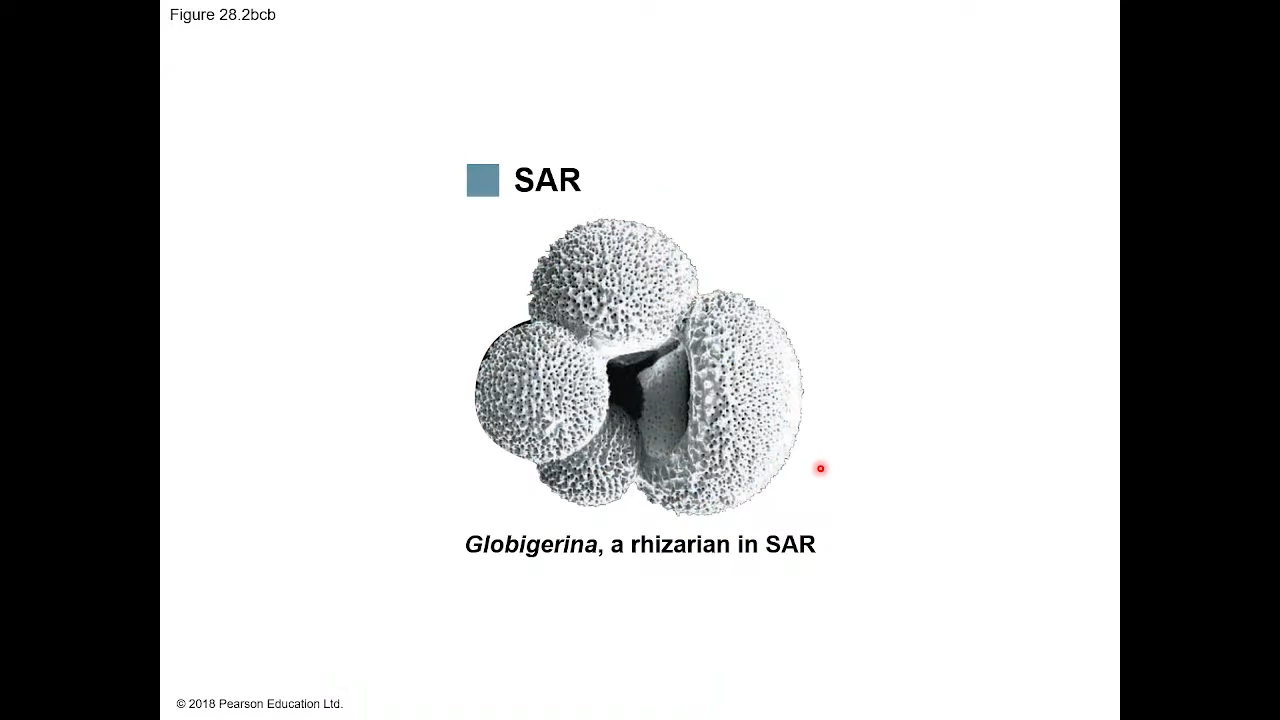 Figure 28.2bcb
SAR
Globigerina, a rhizarian in SAR
© 2018 Pearson Education Ltd.